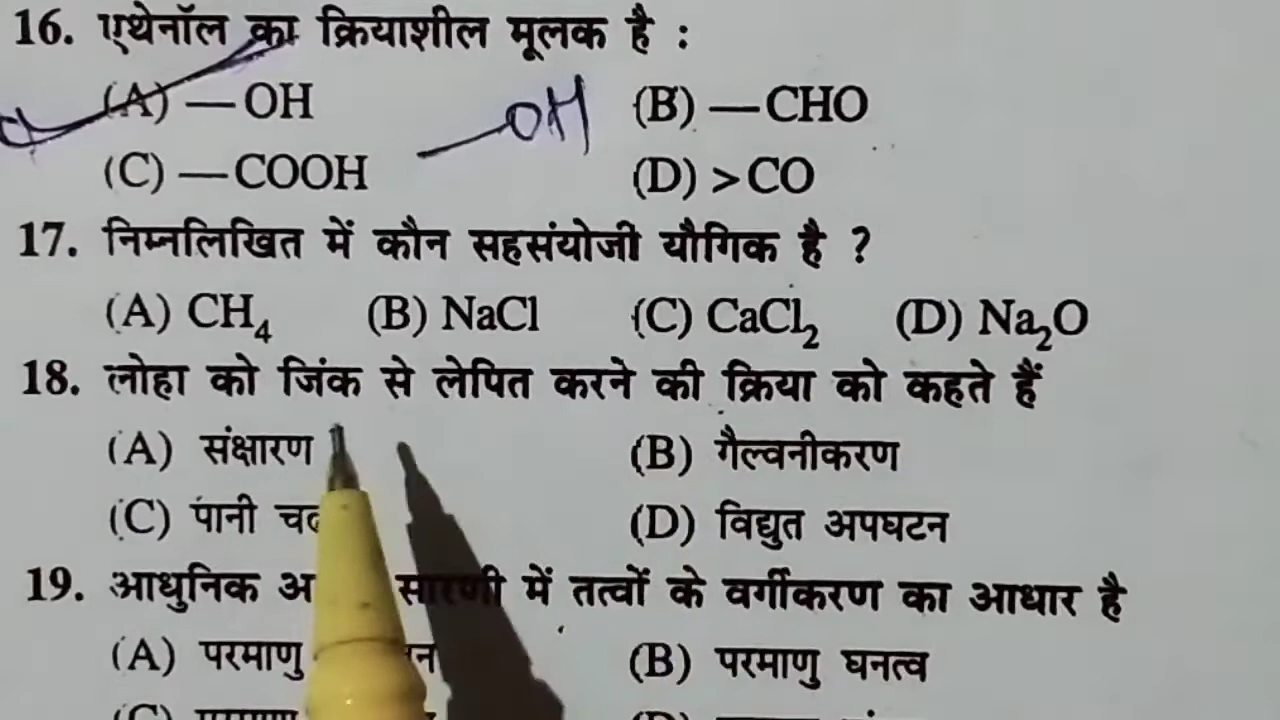 16. एथेनॉल का क्रियाशील मूलक है :
(A) —OH (B) —CHO
—OH
(C) —COOH (D) >CO
17. निम्नलिखित में कौन सहसंयोजी यौगिक है ?
(A) CH₄ (B) NaCl (C) CaCl₂ (D) Na₂O
18. लोहा को जिंक से लेपित करने की क्रिया को कहते हैं
(A) संक्षारण (B) गैल्वनीकरण
(C) पानी (D) विद्युत अपघटन
19. आधुनिक सारणी में तत्वों के वर्गीकरण का आधार है
(A) परमाणु (B) परमाणु घनत्व